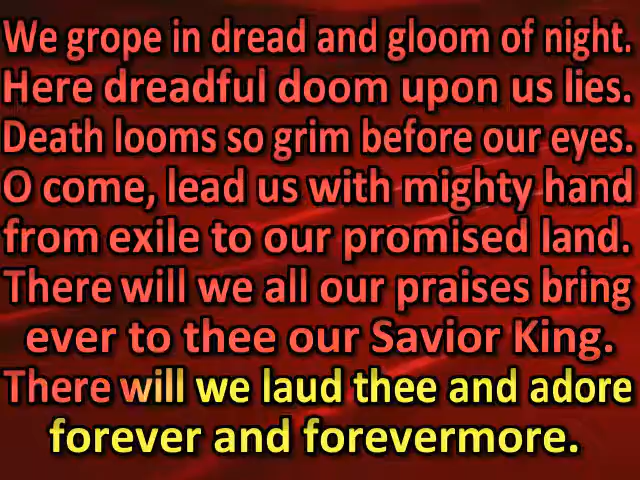 We grope in dread and gloom of night.
Here dreadful doom upon us lies.
Death looms so grim before our eyes.
O come, lead us with mighty hand
from exile to our promised land.
There will we all our praises bring
ever to thee our Savior King.
There will we laud thee and adore
forever and forevermore.